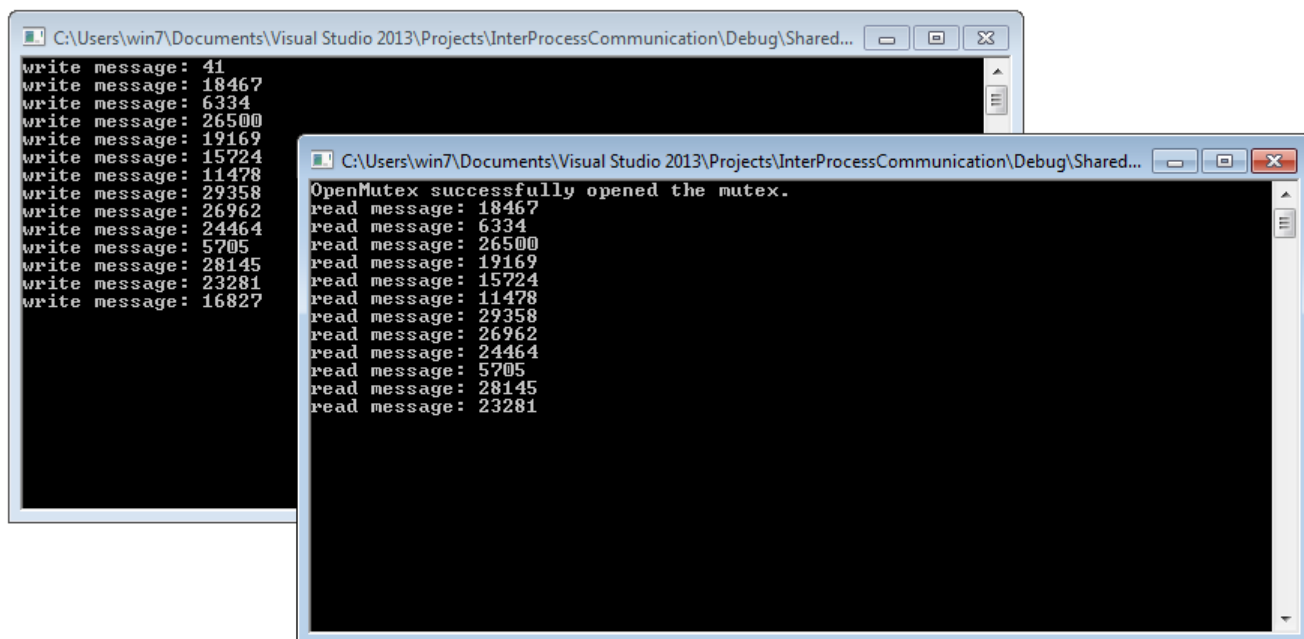 C:\Users\win7\Documents\Visual Studio 2013\Projects\InterProcessCommunication\Debug\Shared...
write message: 41
write message: 18467
write message: 6334
write message: 26500
write message: 19169
write message: 15724
write message: 11478
write message: 29358
write message: 26962
write message: 24464
write message: 5705
write message: 28145
write message: 23281
write message: 16827
C:\Users\win7\Documents\Visual Studio 2013\Projects\InterProcessCommunication\Debug\Shared...
OpenMutex successfully opened the mutex.
read message: 18467
read message: 6334
read message: 26500
read message: 19169
read message: 15724
read message: 11478
read message: 29358
read message: 26962
read message: 24464
read message: 5705
read message: 28145
read message: 23281